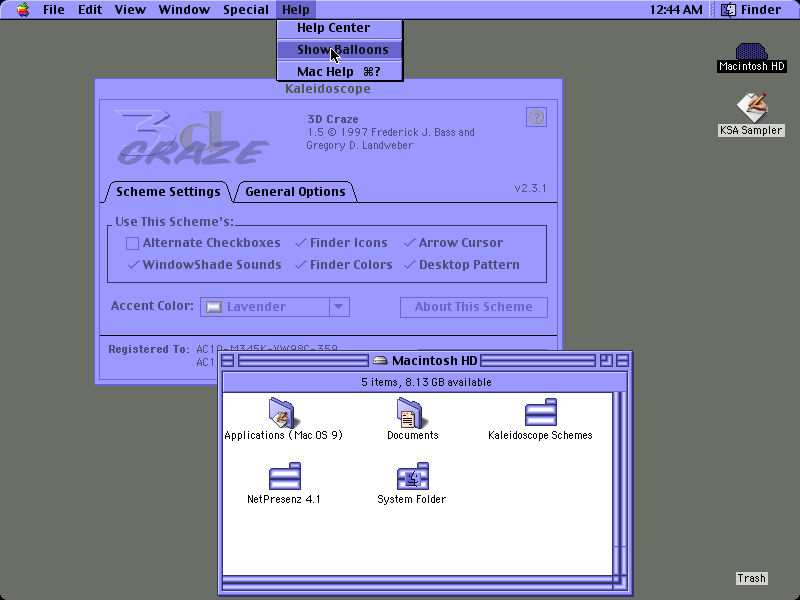 File Edit View Window Special Help 12:44 AM Finder
Help Center
Show Balloons
Mac Help ⌘?
Macintosh HD
KSA Sampler
Kaleidoscope
3d CRAZE
3D Craze
1.5 © 1997 Frederick J. Bass and
Gregory D. Landweber
?
Scheme Settings General Options v2.3.1
Use This Scheme's:
Alternate Checkboxes Finder Icons Arrow Cursor
WindowShade Sounds Finder Colors Desktop Pattern
Accent Color: Lavender About This Scheme
Registered To:
AC1
Macintosh HD
5 items, 8.13 GB available
Applications (Mac OS 9) Documents Kaleidoscope Schemes
NetPresenz 4.1 System Folder
Trash